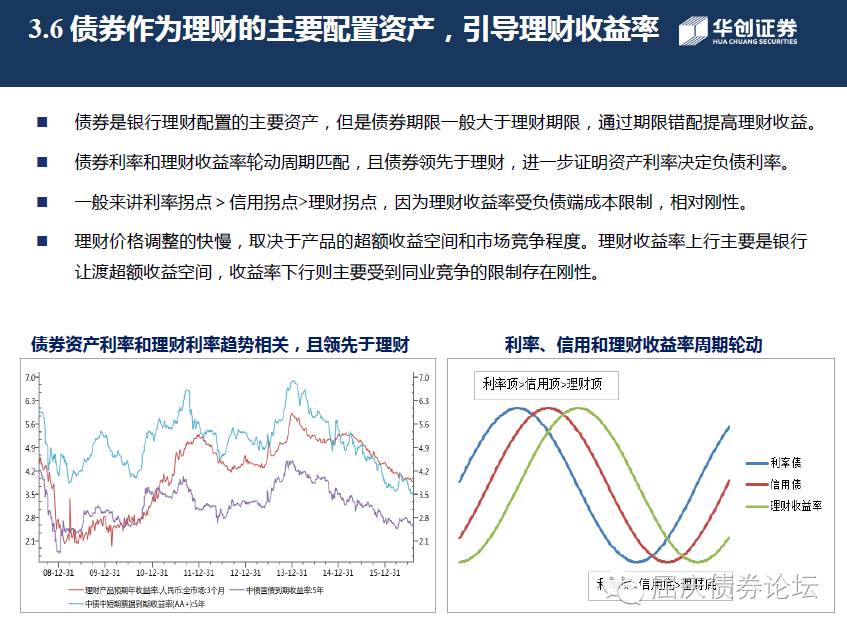 3.6 债券作为理财的主要配置资产，引导理财收益率
华创证券
HUA CHUANG SECURITIES
债券是银行理财配置的主要资产，但是债券期限一般大于理财期限，通过期限错配提高理财收益。
债券利率和理财收益率轮动周期匹配，且债券领先于理财，进一步证明资产利率决定负债利率。
一般来讲利率拐点＞信用拐点>理财拐点，因为理财收益率受负债端成本限制，相对刚性。
理财价格调整的快慢，取决于产品的超额收益空间和市场竞争程度。理财收益率上行主要是银行
让渡超额收益空间，收益率下行则主要受到同业竞争的限制存在刚性。
债券资产利率和理财利率趋势相关，且领先于理财
7.0 7.0
6.3 6.3
5.6 5.6
4.9 4.9
4.2 4.2
3.5 3.5
2.8 2.8
2.1 2.1
08-12-31 09-12-31 10-12-31 11-12-31 12-12-31 13-12-31 14-12-31 15-12-31
理财产品预期年收益率:人民币:全市场:3个月 中债国债到期收益率:5年
中债中短期票据到期收益率(AA+):5年
利率、信用和理财收益率周期轮动
利率顶>信用顶>理财顶
利率债
信用债
理财收益率
信用底>理财底
债券论坛